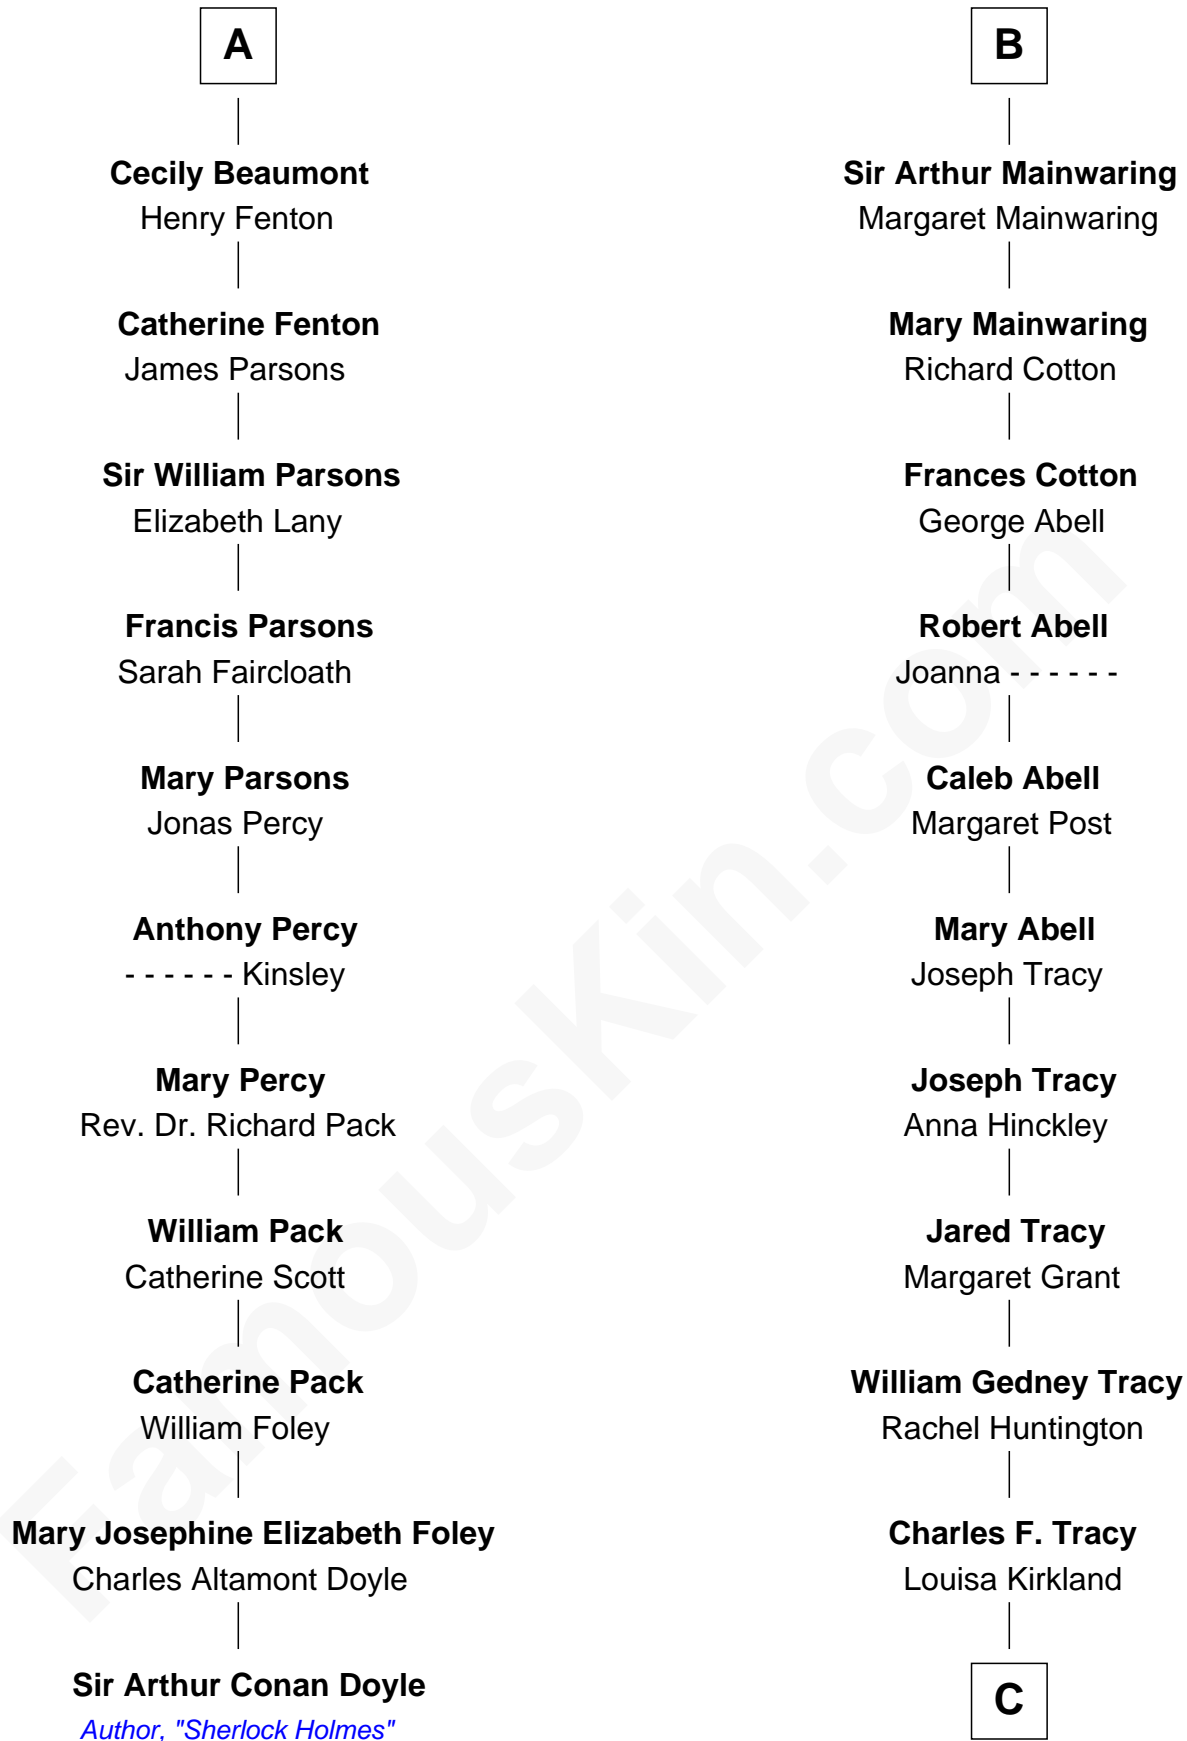 A
Cecily Beaumont
Henry Fenton
Catherine Fenton
James Parsons
Sir William Parsons
Elizabeth Lany
Francis Parsons
Sarah Faircloath
Mary Parsons
Jonas Percy
Anthony Percy
- - - - - - Kinsley
Mary Percy
Rev. Dr. Richard Pack
William Pack
Catherine Scott
Catherine Pack
William Foley
Mary Josephine Elizabeth Foley
Charles Altamont Doyle
Sir Arthur Conan Doyle
Author, "Sherlock Holmes"
B
Sir Arthur Mainwaring
Margaret Mainwaring
Mary Mainwaring
Richard Cotton
Frances Cotton
George Abell
Robert Abell
Joanna - - - - - -
Caleb Abell
Margaret Post
Mary Abell
Joseph Tracy
Joseph Tracy
Anna Hinckley
Jared Tracy
Margaret Grant
William Gedney Tracy
Rachel Huntington
Charles F. Tracy
Louisa Kirkland
C
FamousKin.com